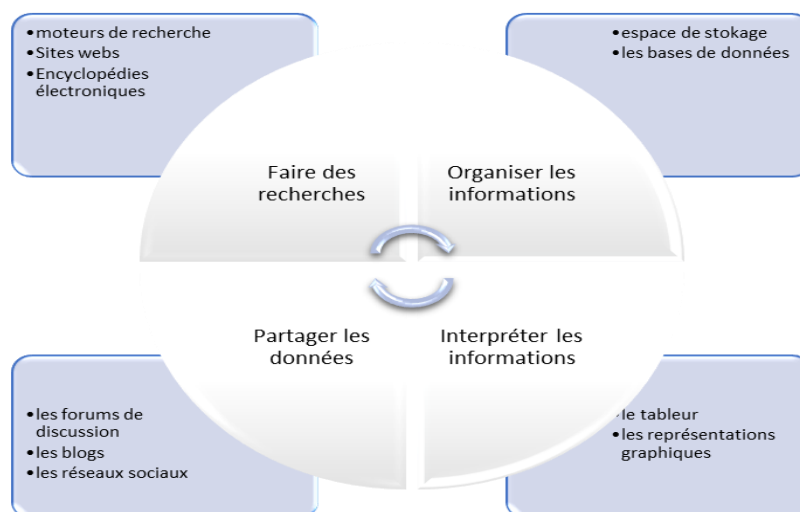 •moteurs de recherche
•Sites webs
•Encyclopédies
électroniques
•espace de stokage
•les bases de données
Faire des
recherches
Organiser les
informations
Partager les
données
Interpréter les
informations
•les forums de
discussion
•les blogs
•les réseaux sociaux
•le tableur
•les représentations
graphiques